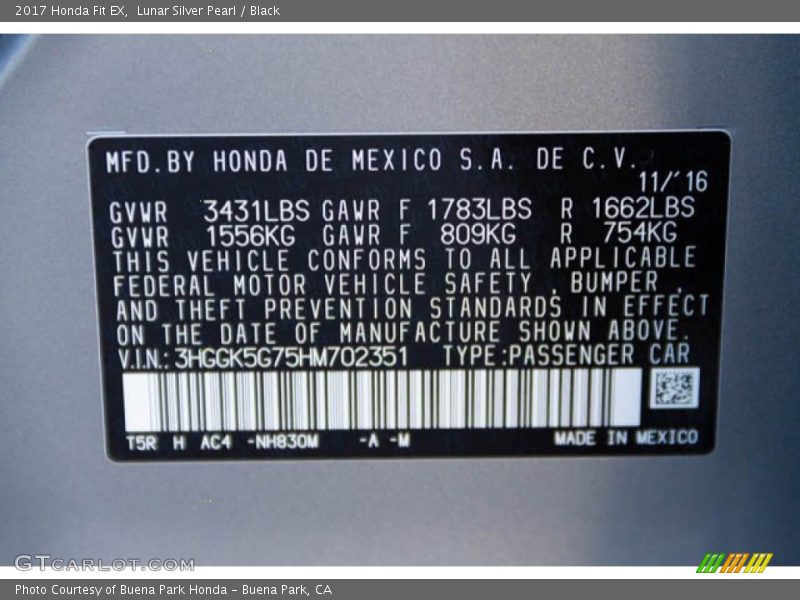 2017 Honda Fit EX,  Lunar Silver Pearl / Black
MFD.BY HONDA DE MEXICO S.A. DE C.V.
11/'16
GVWR 3431LBS GAWR F 1783LBS R 1662LBS
GVWR 1556KG GAWR F 809KG R 754KG
THIS VEHICLE CONFORMS TO ALL APPLICABLE
FEDERAL MOTOR VEHICLE SAFETY , BUMPER ,
AND THEFT PREVENTION STANDARDS IN EFFECT
ON THE DATE OF MANUFACTURE SHOWN ABOVE.
V.I.N.: 3HGGK5G75HM702351 TYPE:PASSENGER CAR
T5R H AC4 -NH830M -A -M MADE IN MEXICO
GTCARLOT.COM
Photo Courtesy of Buena Park Honda - Buena Park, CA